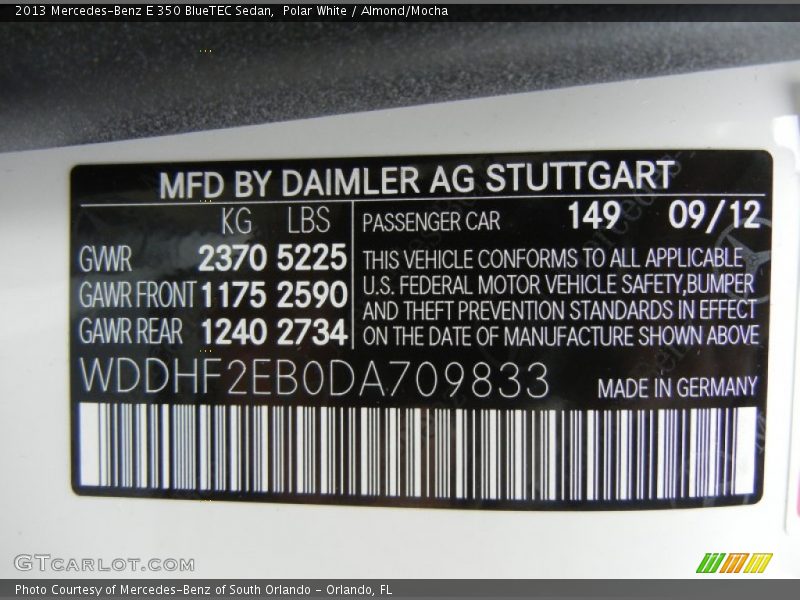 2013 Mercedes-Benz E 350 BlueTEC Sedan,  Polar White / Almond/Mocha
MFD BY DAIMLER AG STUTTGART
KG LBS
GVWR 2370 5225
GAWR FRONT 1175 2590
GAWR REAR 1240 2734
PASSENGER CAR 149 09/12
THIS VEHICLE CONFORMS TO ALL APPLICABLE
U.S. FEDERAL MOTOR VEHICLE SAFETY,BUMPER
AND THEFT PREVENTION STANDARDS IN EFFECT
ON THE DATE OF MANUFACTURE SHOWN ABOVE
WDDHF2EB0DA709833 MADE IN GERMANY
GTCARLOT.COM
Photo Courtesy of Mercedes-Benz of South Orlando - Orlando, FL